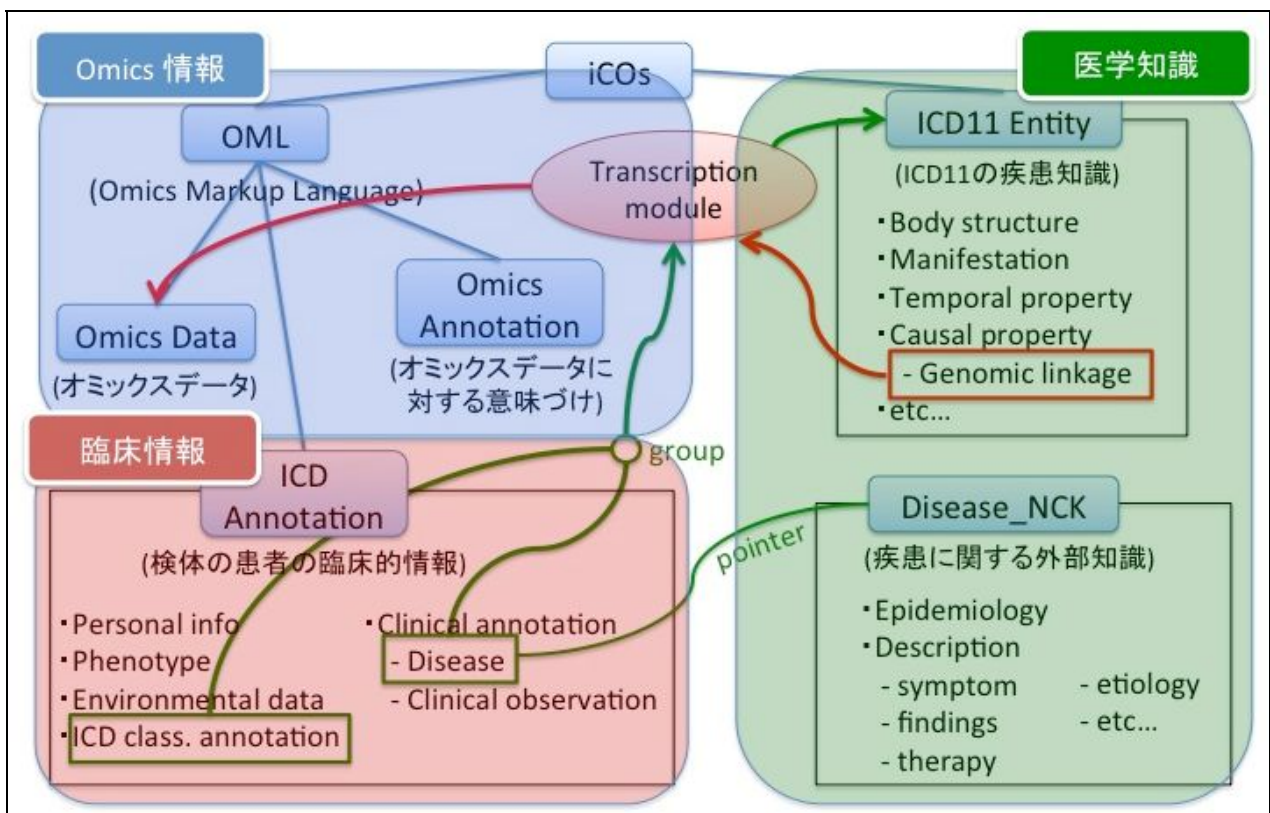 Omics 情報
iCOs
医学知識
OML
(Omics Markup Language)
Transcription
module
ICD11 Entity
(ICD11の疾患知識)
・Body structure
・Manifestation
・Temporal property
・Causal property
- Genomic linkage
・etc...
Omics Data
(オミックスデータ)
Omics
Annotation
(オミックスデータに
対する意味づけ)
臨床情報
group
ICD
Annotation
(検体の患者の臨床的情報)
・Personal info
・Phenotype
・Environmental data
・ICD class. annotation
・Clinical annotation
- Disease
- Clinical observation
pointer
Disease_NCK
(疾患に関する外部知識)
・Epidemiology
・Description
- symptom
- findings
- therapy
- etiology
- etc...